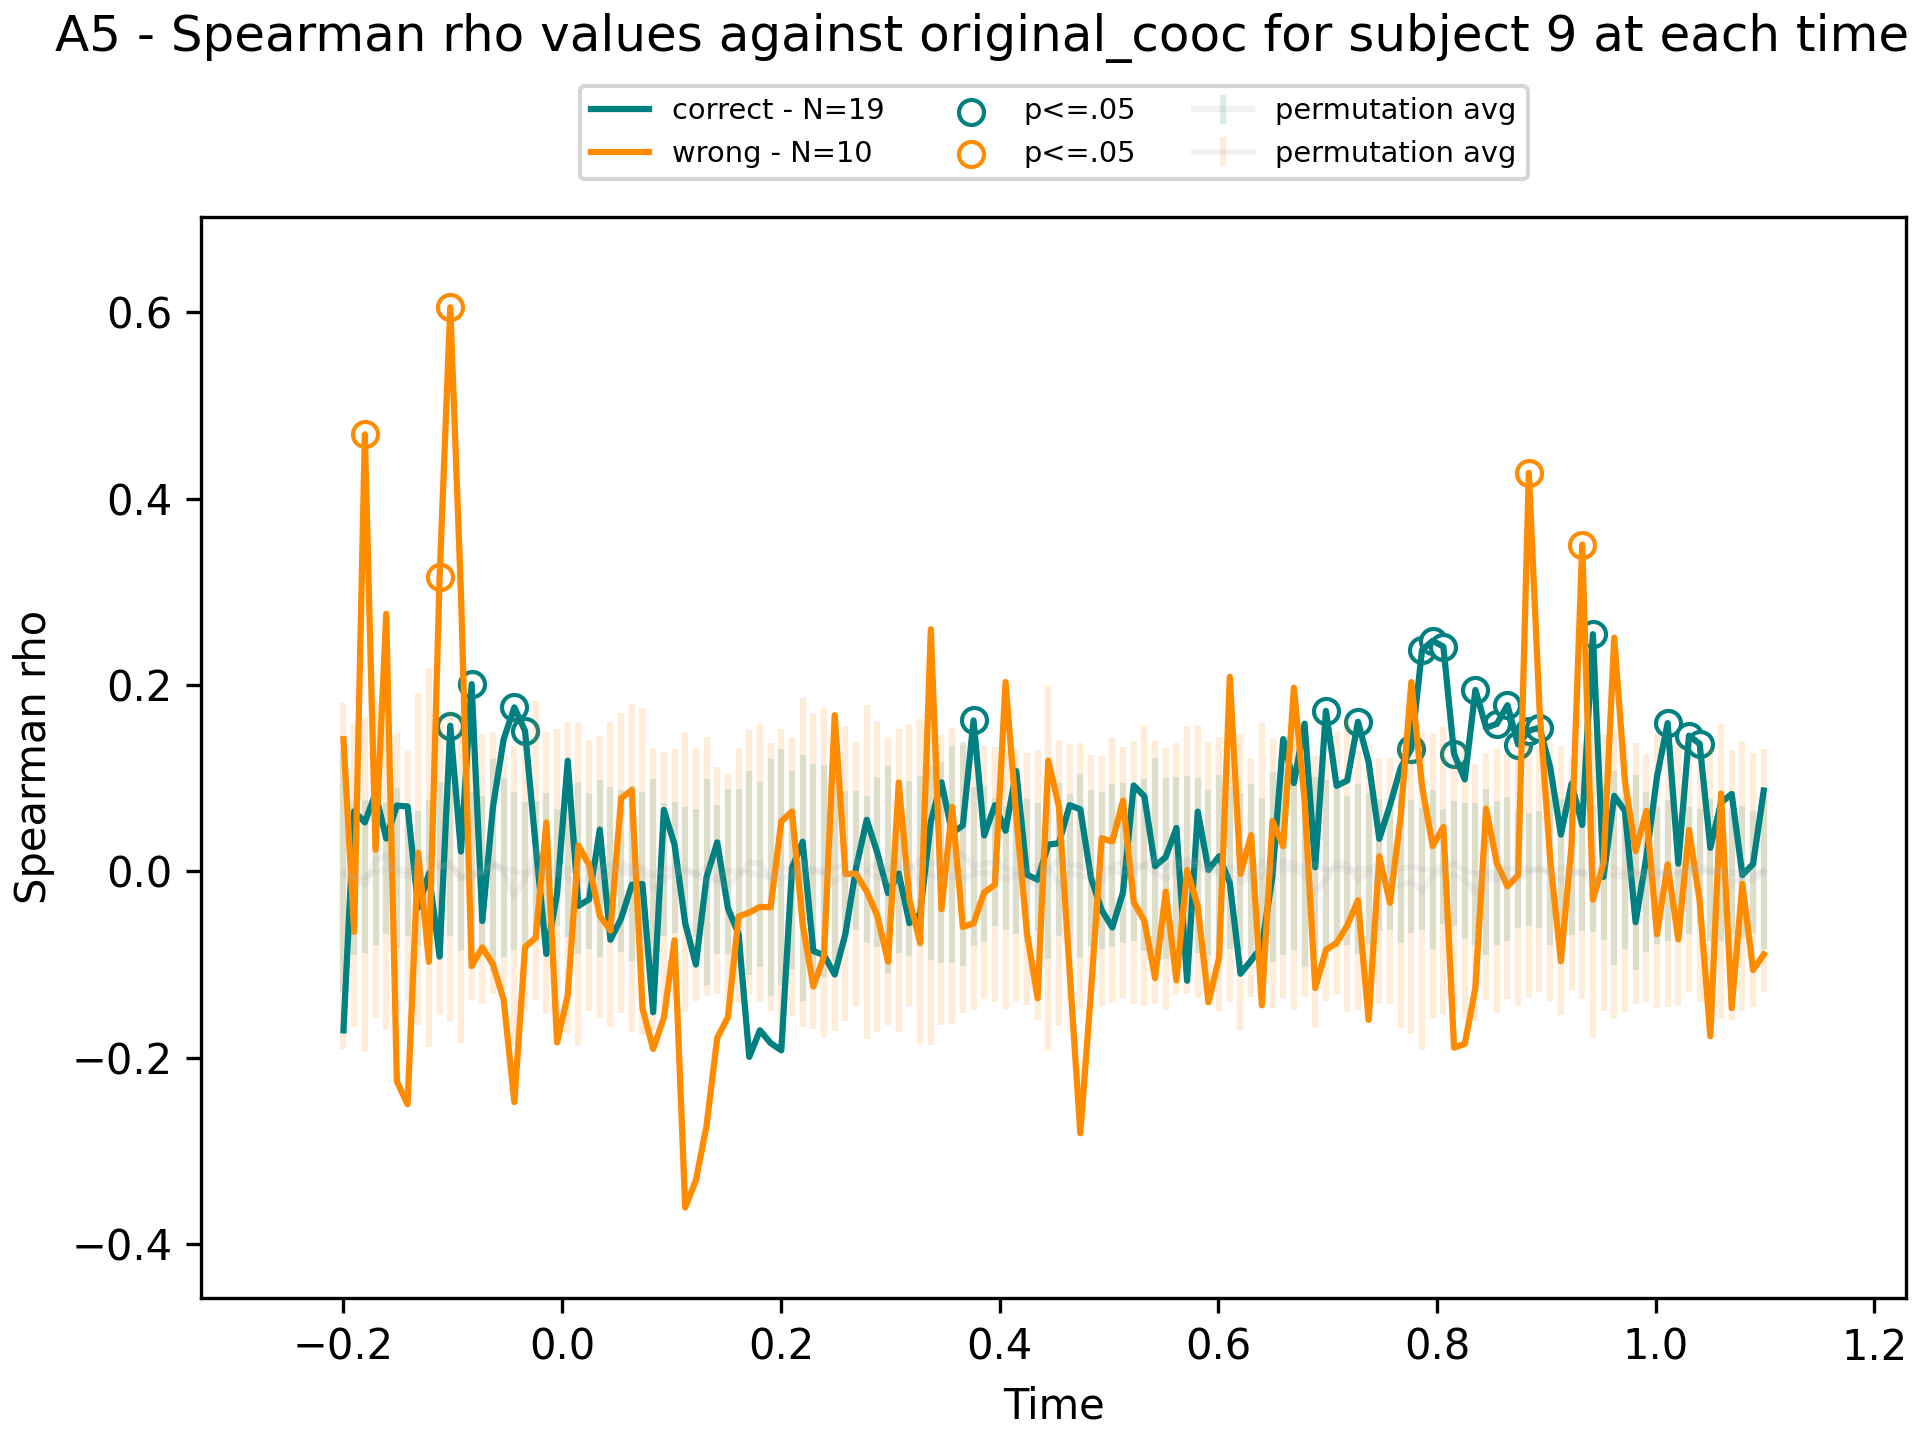 A5 - Spearman rho values against original_cooc for subject 9 at each time
correct - N=19
wrong - N=10
p<=.05
p<=.05
permutation avg
permutation avg
Spearman rho
0.6
0.4
0.2
0.0
−0.2
−0.4
−0.2
0.0
0.2
0.4
0.6
0.8
1.0
1.2
Time